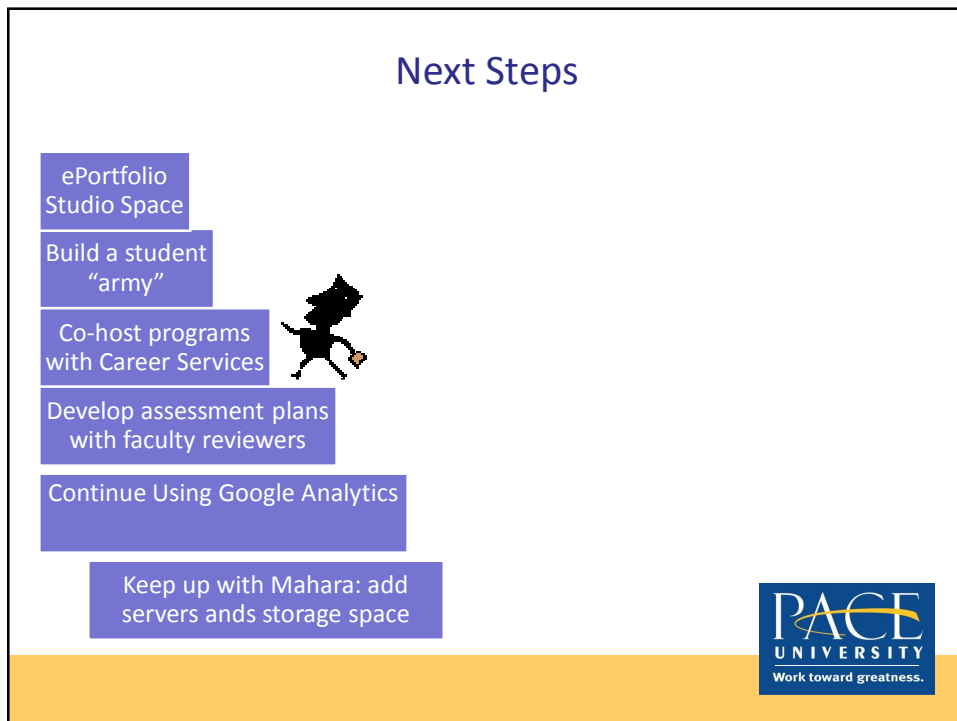 Next Steps
ePortfolio
Studio Space
Build a student
“army”
Co-host programs
with Career Services
Develop assessment plans
with faculty reviewers
Continue Using Google Analytics
Keep up with Mahara: add
servers ands storage space
PACE
UNIVERSITY
Work toward greatness.